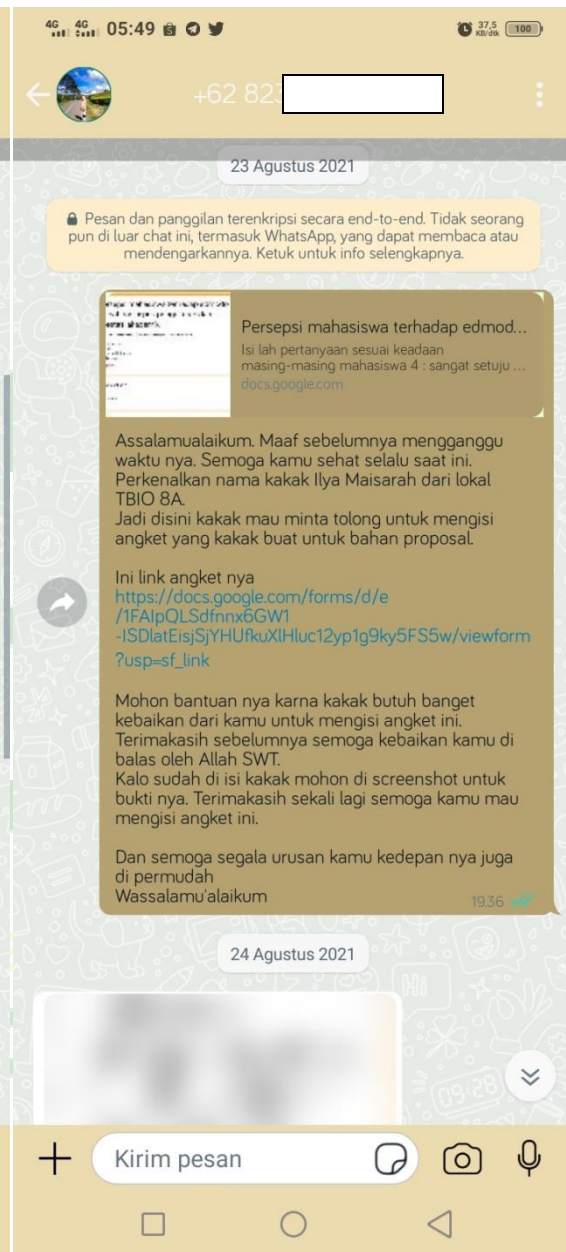 4G 4G 05:49 37,5 KB/dtk 100
+62 823
23 Agustus 2021
Pesan dan panggilan terenkripsi secara end-to-end. Tidak seorang
pun di luar chat ini, termasuk WhatsApp, yang dapat membaca atau
mendengarkannya. Ketuk untuk info selengkapnya.
Persepsi mahasiswa terhadap edmod...
Isi lah pertanyaan sesuai keadaan
masing-masing mahasiswa 4 : sangat setuju ...
docs.google.com
Assalamualaikum. Maaf sebelumnya mengganggu
waktu nya. Semoga kamu sehat selalu saat ini.
Perkenalkan nama kakak Ilya Maisarah dari lokal
TBIO 8A.
Jadi disini kakak mau minta tolong untuk mengisi
angket yang kakak buat untuk bahan proposal.
Ini link angket nya
https://docs.google.com/forms/d/e
/1FAIpQLSdfnnx6GW1
-ISDlatEisjSjYHUfkuXlHluc12yp1g9ky5FS5w/viewform
?usp=sf_link
Mohon bantuan nya karna kakak butuh banget
kebaikan dari kamu untuk mengisi angket ini.
Terimakasih sebelumnya semoga kebaikan kamu di
balas oleh Allah SWT.
Kalo sudah di isi kakak mohon di screenshot untuk
bukti nya. Terimakasih sekali lagi semoga kamu mau
mengisi angket ini.
Dan semoga segala urusan kamu kedepan nya juga
di permudah
Wassalamu'alaikum
19.36
24 Agustus 2021
Kirim pesan